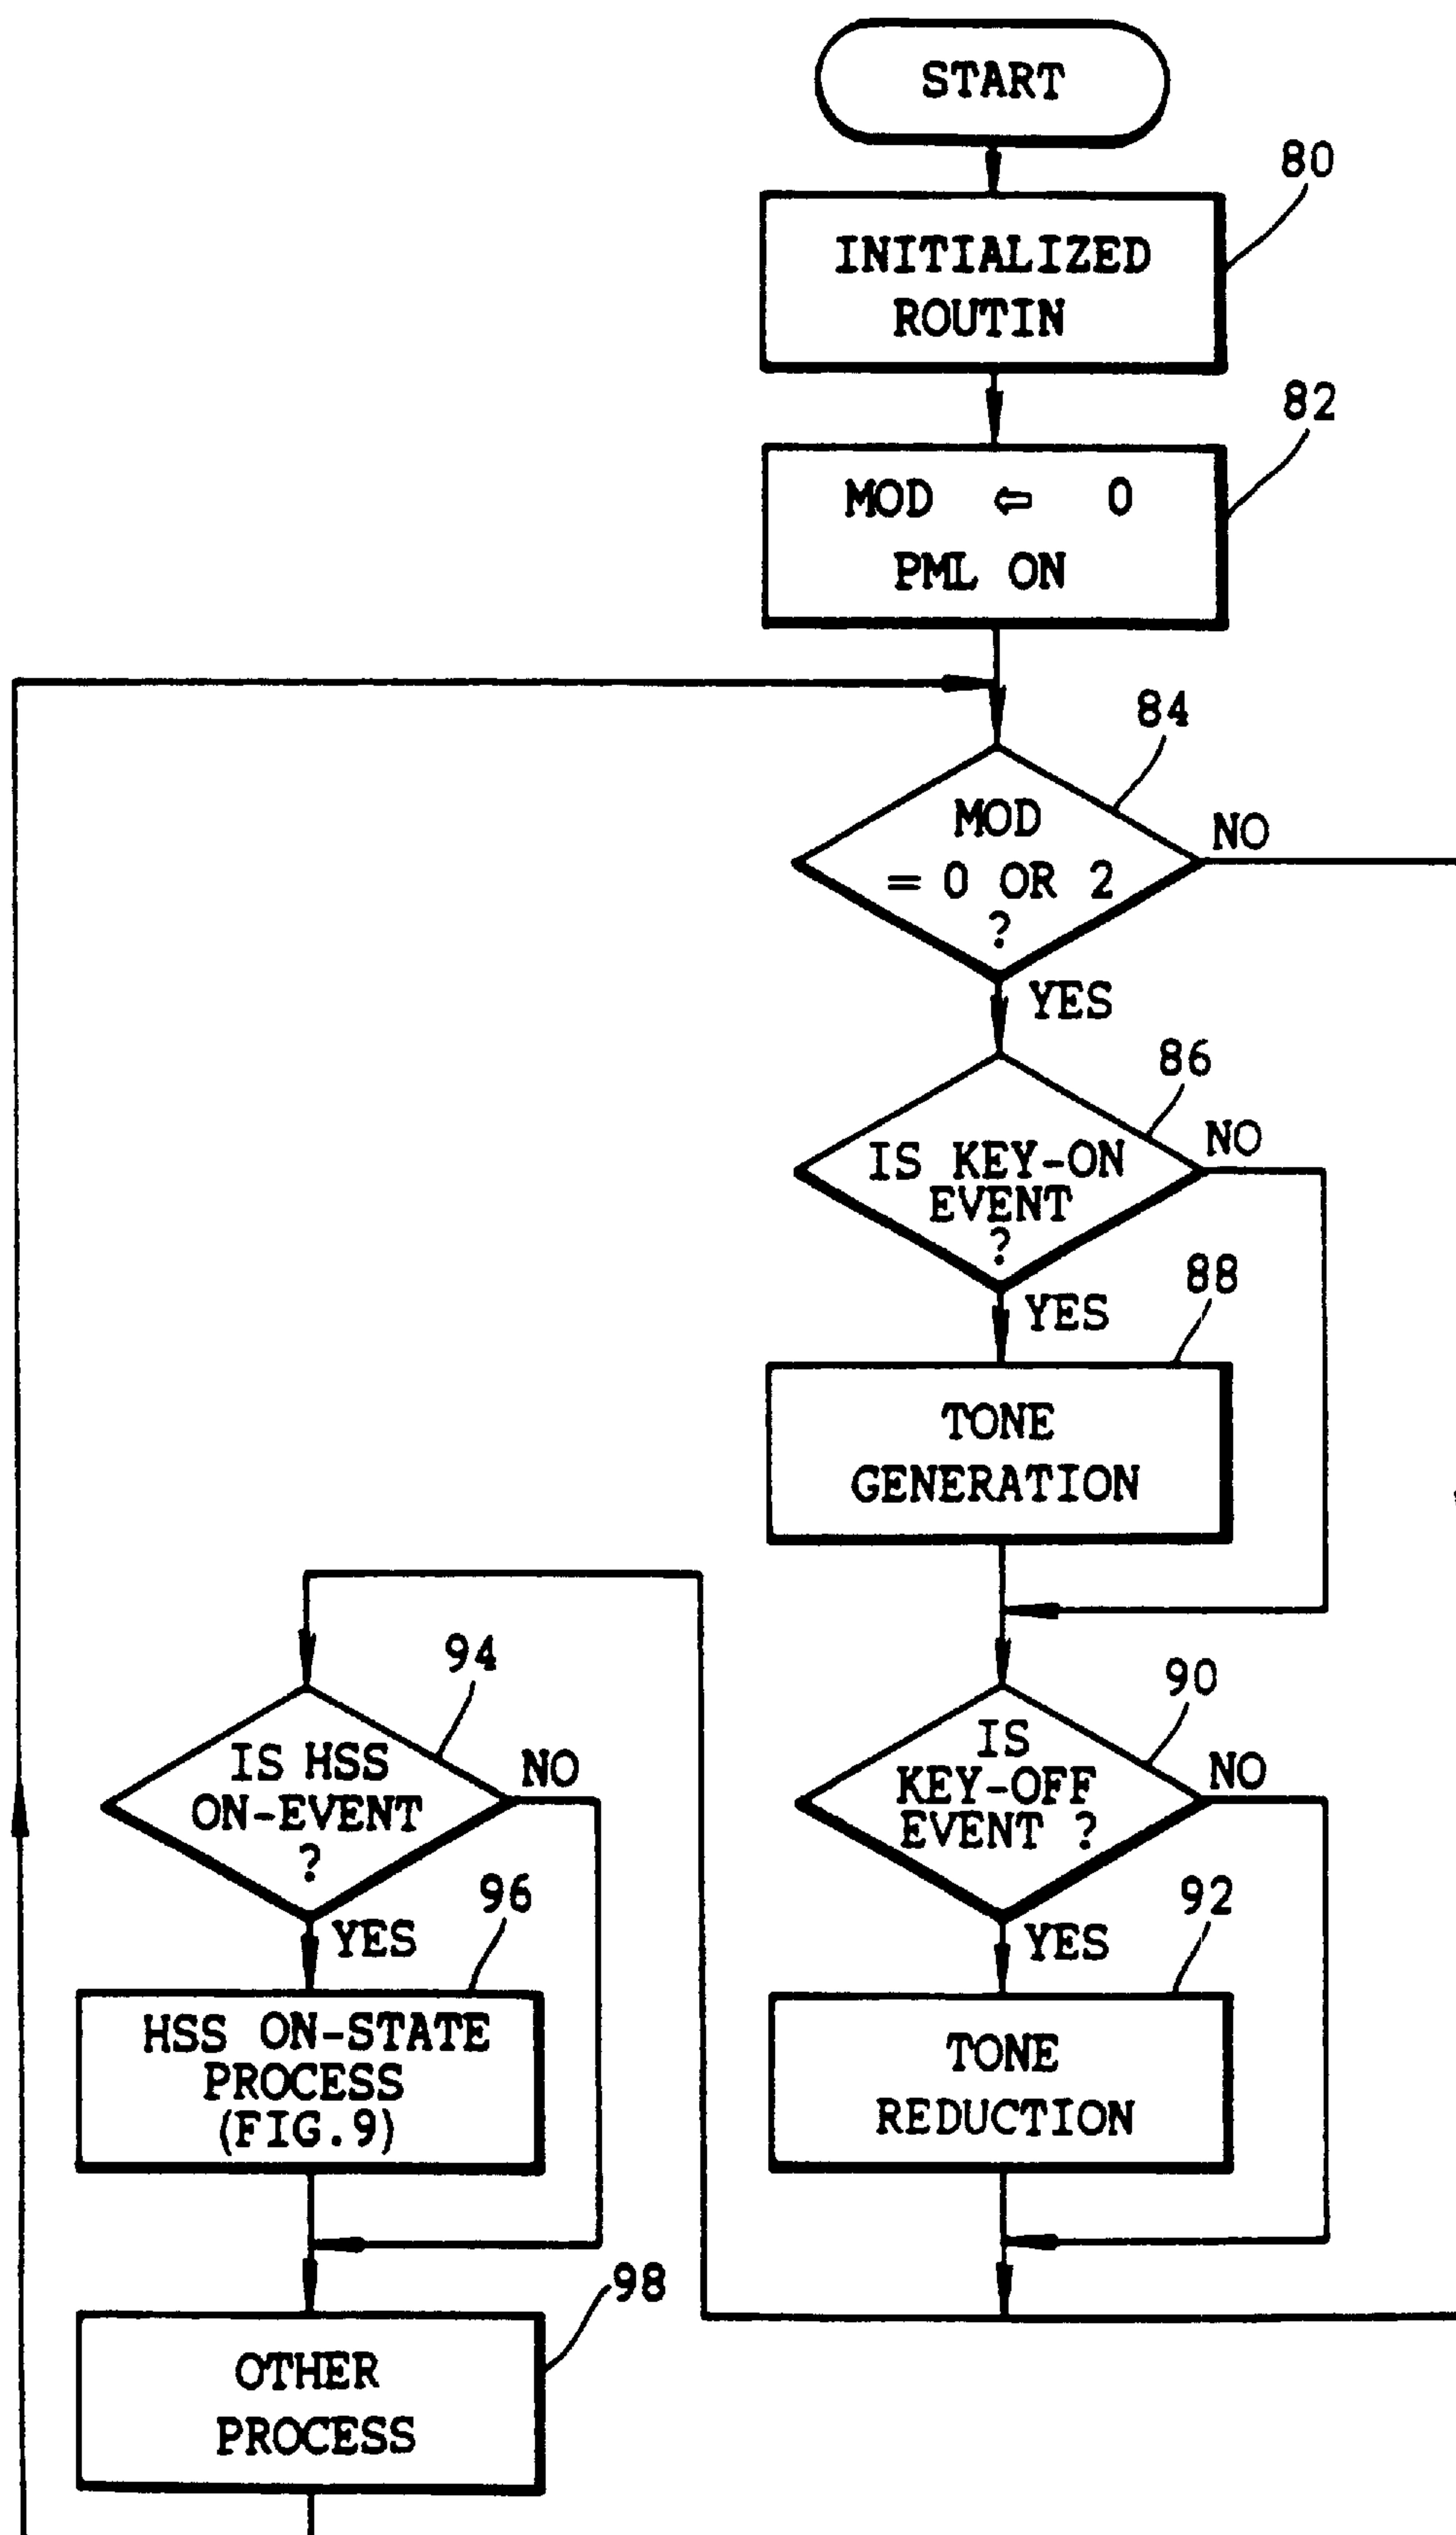 START
80
INITIALIZED
ROUTIN
82
MOD ⇐ 0
PML ON
84
MOD
= 0 OR 2
?
NO
YES
86
IS KEY-ON
EVENT
?
NO
YES
88
TONE
GENERATION
90
IS
KEY-OFF
EVENT ?
NO
YES
92
TONE
REDUCTION
94
IS HSS
ON-EVENT
?
NO
YES
96
HSS ON-STATE
PROCESS
(FIG.9)
98
OTHER
PROCESS